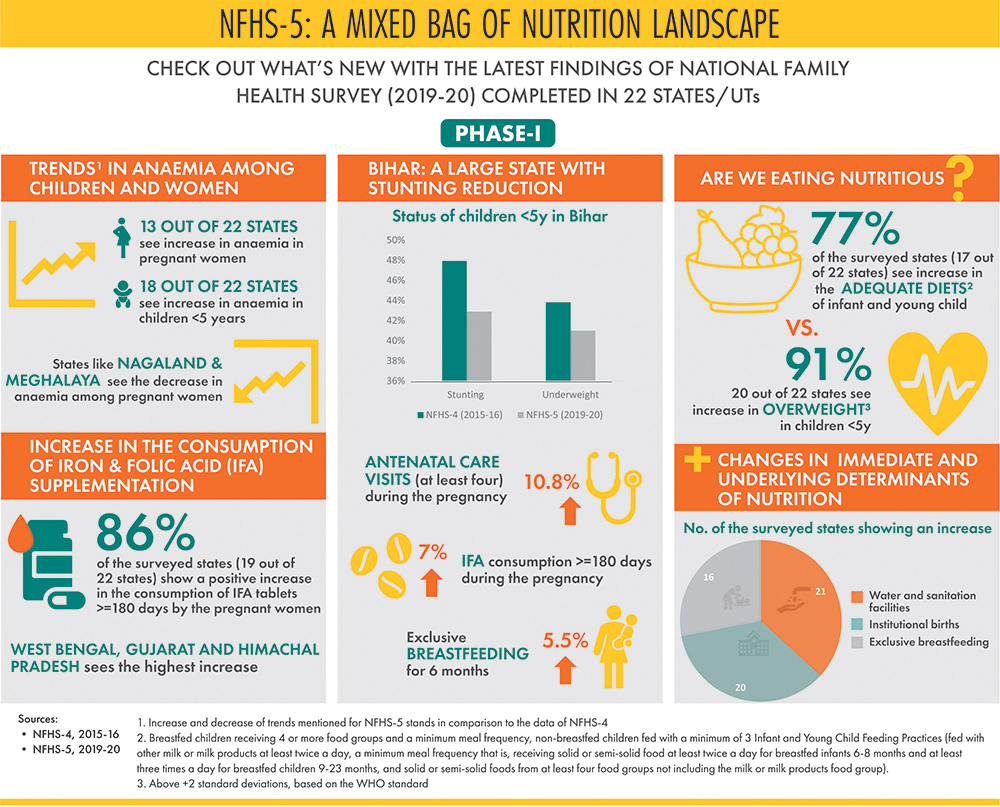 NFHS-5: A MIXED BAG OF NUTRITION LANDSCAPE
CHECK OUT WHAT'S NEW WITH THE LATEST FINDINGS OF NATIONAL FAMILY
HEALTH SURVEY (2019-20) COMPLETED IN 22 STATES/UTs
PHASE-I
TRENDS¹ IN ANAEMIA AMONG
CHILDREN AND WOMEN
13 OUT OF 22 STATES
see increase in anaemia in
pregnant women
18 OUT OF 22 STATES
see increase in anaemia in
children <5 years
States like NAGALAND &
MEGHALAYA see the decrease in
anaemia among pregnant women
INCREASE IN THE CONSUMPTION
OF IRON & FOLIC ACID (IFA)
SUPPLEMENTATION
86%
of the surveyed states (19 out of
22 states) show a positive increase
in the consumption of IFA tablets
>=180 days by the pregnant women
WEST BENGAL, GUJARAT AND HIMACHAL
PRADESH sees the highest increase
BIHAR: A LARGE STATE WITH
STUNTING REDUCTION
Status of children <5y in Bihar
50%
48%
46%
44%
42%
40%
38%
36%
Stunting
Underweight
NFHS-4 (2015-16)
NFHS-5 (2019-20)
ANTENATAL CARE
VISITS (at least four)
during the pregnancy
10.8%
7%
IFA consumption >=180 days
during the pregnancy
Exclusive
BREASTFEEDING
for 6 months
5.5%
ARE WE EATING NUTRITIOUS?
77%
of the surveyed states (17 out
of 22 states) see increase in
the ADEQUATE DIETS²
of infant and young child
VS.
91%
20 out of 22 states see
increase in OVERWEIGHT³
in children <5y
+ CHANGES IN IMMEDIATE AND
UNDERLYING DETERMINANTS
OF NUTRITION
No. of the surveyed states showing an increase
16
21
20
Water and sanitation
facilities
Institutional births
Exclusive breastfeeding
Sources:
• NFHS-4, 2015-16
• NFHS-5, 2019-20
1. Increase and decrease of trends mentioned for NFHS-5 stands in comparison to the data of NFHS-4
2. Breastfed children receiving 4 or more food groups and a minimum meal frequency, non-breastfed children fed with a minimum of 3 Infant and Young Child Feeding Practices (fed with
other milk or milk products at least twice a day, a minimum meal frequency that is, receiving solid or semi-solid food at least twice a day for breastfed infants 6-8 months and at least
three times a day for breastfed children 9-23 months, and solid or semi-solid foods from at least four food groups not including the milk or milk products food group).
3. Above +2 standard deviations, based on the WHO standard